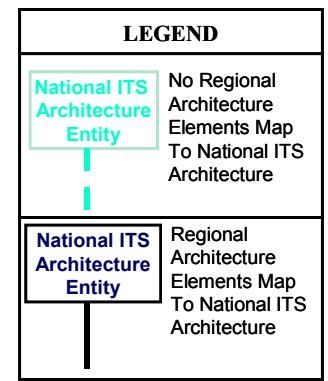 LEGEND
National ITS
Architecture
Entity
No Regional
Architecture
Elements Map
To National ITS
Architecture
National ITS
Architecture
Entity
Regional
Architecture
Elements Map
To National ITS
Architecture